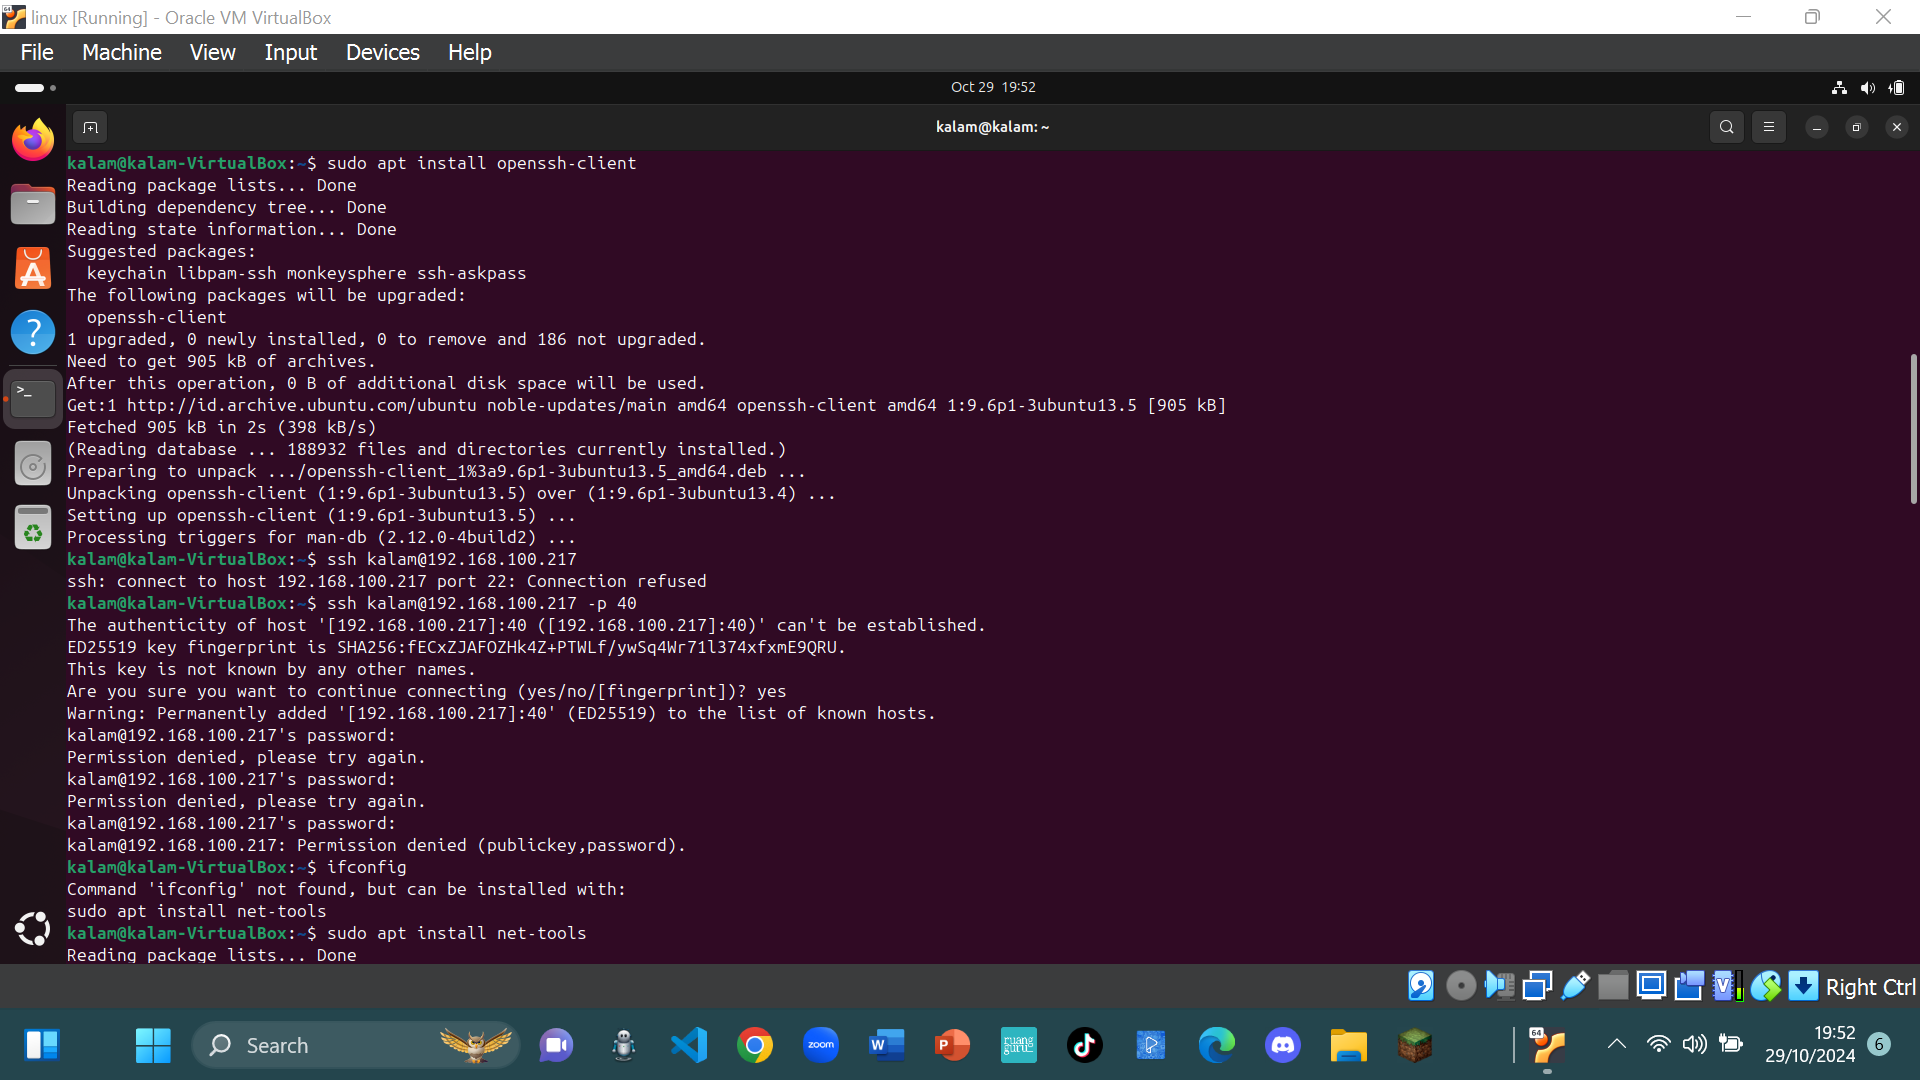 linux [Running] - Oracle VM VirtualBox
File Machine View Input Devices Help
Oct 29 19:52
kalam@kalam: ~
kalam@kalam-VirtualBox:~$ sudo apt install openssh-client
Reading package lists... Done
Building dependency tree... Done
Reading state information... Done
Suggested packages:
  keychain libpam-ssh monkeysphere ssh-askpass
The following packages will be upgraded:
  openssh-client
1 upgraded, 0 newly installed, 0 to remove and 186 not upgraded.
Need to get 905 kB of archives.
After this operation, 0 B of additional disk space will be used.
Get:1 http://id.archive.ubuntu.com/ubuntu noble-updates/main amd64 openssh-client amd64 1:9.6p1-3ubuntu13.5 [905 kB]
Fetched 905 kB in 2s (398 kB/s)
(Reading database ... 188932 files and directories currently installed.)
Preparing to unpack .../openssh-client_1%3a9.6p1-3ubuntu13.5_amd64.deb ...
Unpacking openssh-client (1:9.6p1-3ubuntu13.5) over (1:9.6p1-3ubuntu13.4) ...
Setting up openssh-client (1:9.6p1-3ubuntu13.5) ...
Processing triggers for man-db (2.12.0-4build2) ...
kalam@kalam-VirtualBox:~$ ssh kalam@192.168.100.217
ssh: connect to host 192.168.100.217 port 22: Connection refused
kalam@kalam-VirtualBox:~$ ssh kalam@192.168.100.217 -p 40
The authenticity of host '[192.168.100.217]:40 ([192.168.100.217]:40)' can't be established.
ED25519 key fingerprint is SHA256:fECxZJAFOZHk4Z+PTWLf/ywSq4Wr71l374xfxmE9QRU.
This key is not known by any other names.
Are you sure you want to continue connecting (yes/no/[fingerprint])? yes
Warning: Permanently added '[192.168.100.217]:40' (ED25519) to the list of known hosts.
kalam@192.168.100.217's password:
Permission denied, please try again.
kalam@192.168.100.217's password:
Permission denied, please try again.
kalam@192.168.100.217's password:
kalam@192.168.100.217: Permission denied (publickey,password).
kalam@kalam-VirtualBox:~$ ifconfig
Command 'ifconfig' not found, but can be installed with:
sudo apt install net-tools
kalam@kalam-VirtualBox:~$ sudo apt install net-tools
Reading package lists... Done
Right Ctrl
Search
zoom
ruang guru
64
19:52
29/10/2024
6